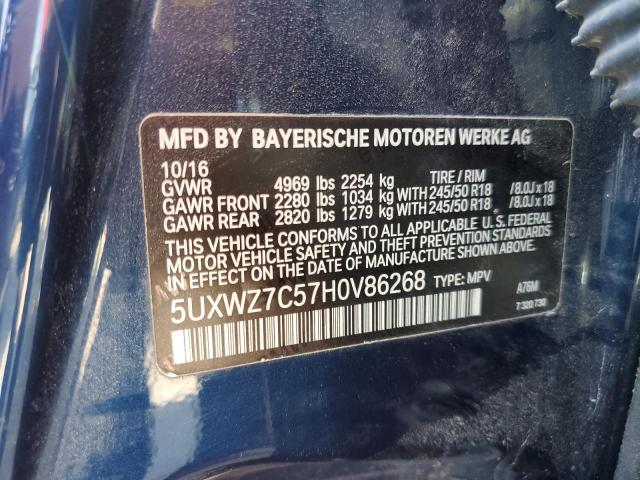 MFD BY BAYERISCHE MOTOREN WERKE AG
10/16
TIRE / RIM
GVWR 4969 lbs 2254 kg
GAWR FRONT 2280 lbs 1034 kg WITH 245/50 R18 /8.0J x 18
GAWR REAR 2820 lbs 1279 kg WITH 245/50 R18 /8.0J x 18
THIS VEHICLE CONFORMS TO ALL APPLICABLE U. S. FEDERAL
MOTOR VEHICLE SAFETY AND THEFT PREVENTION STANDARDS
IN EFFECT ON THE DATE OF MANUFACTURE SHOWN ABOVE.
5UXWZ7C57H0V86268 TYPE: MPV
A76M
7 320 730